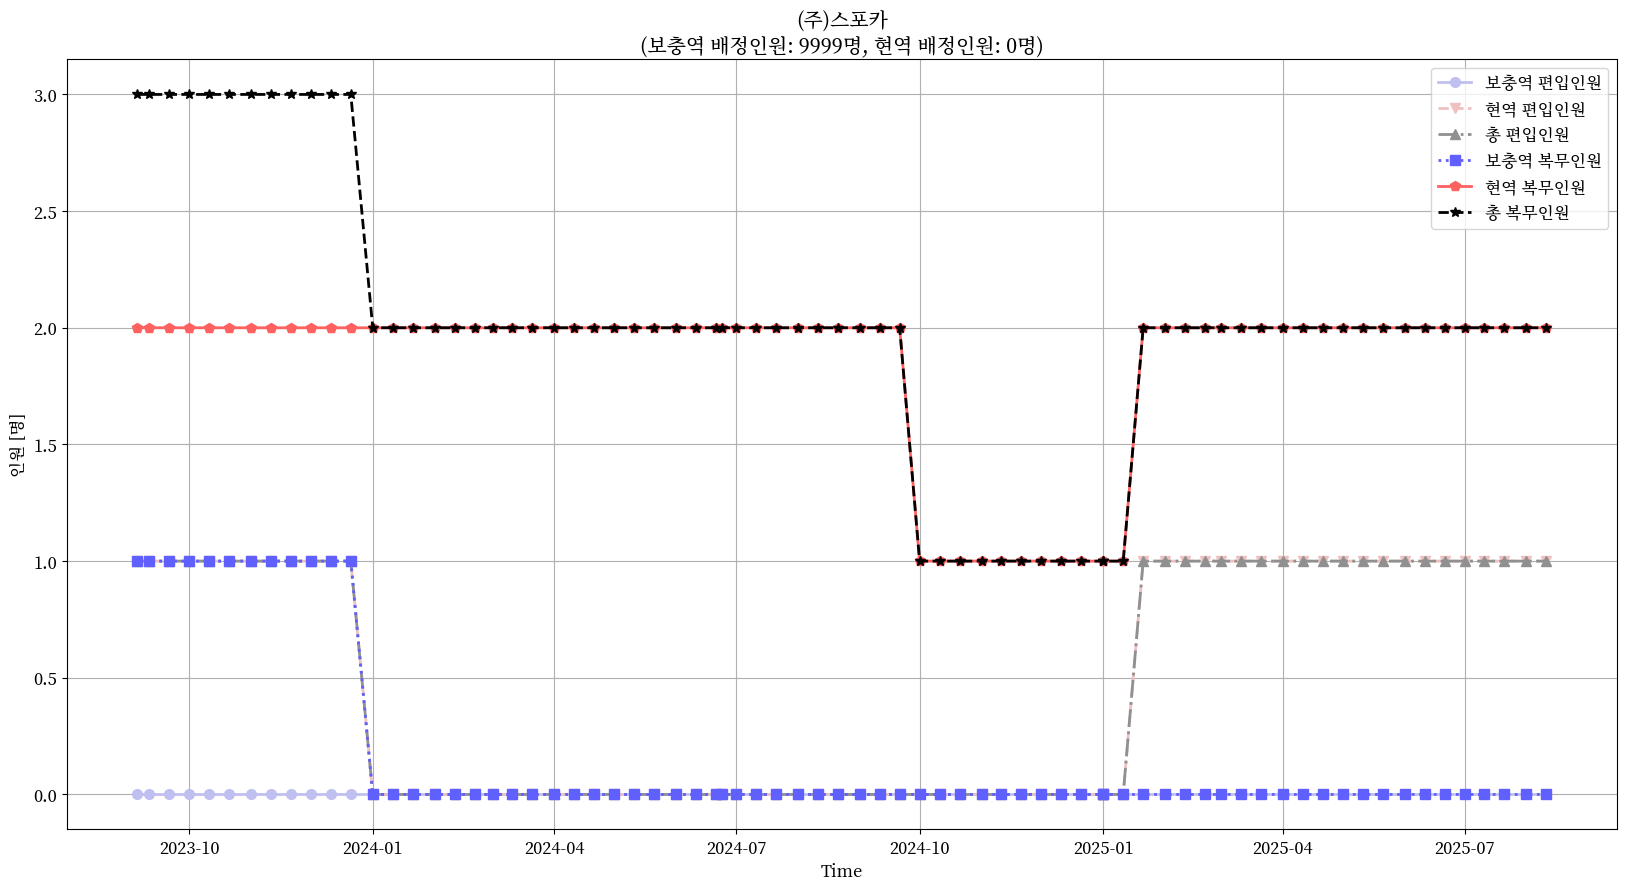 (주)스포카
(보충역 배정인원: 9999명, 현역 배정인원: 0명)
보충역 편입인원
현역 편입인원
총 편입인원
보충역 복무인원
현역 복무인원
총 복무인원
인원 [명]
3.0
2.5
2.0
1.5
1.0
0.5
0.0
2023-10
2024-01
2024-04
2024-07
2024-10
2025-01
2025-04
2025-07
Time